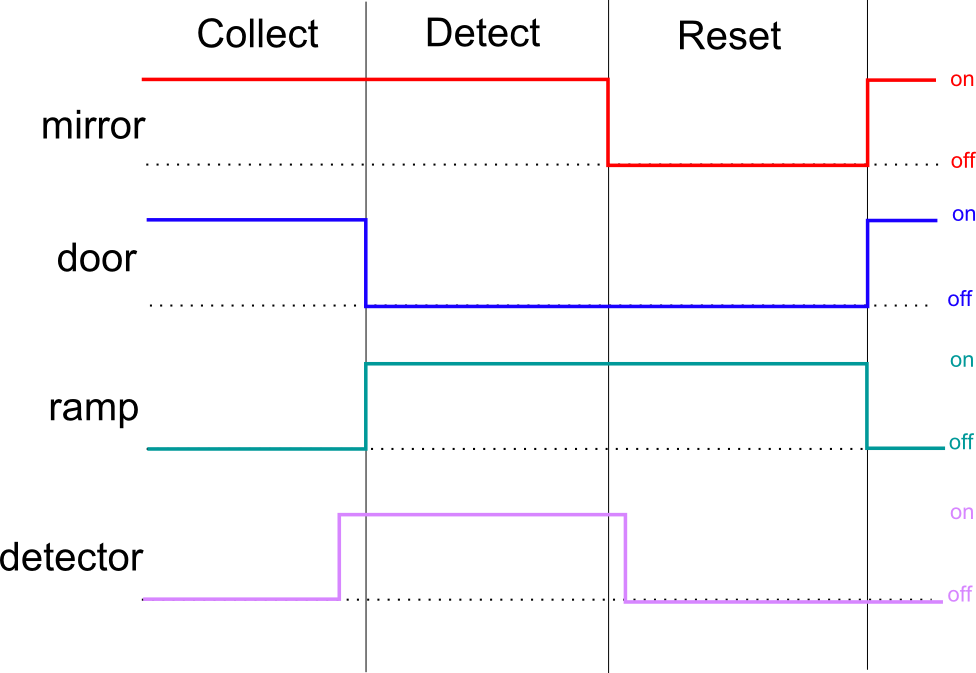 Collect Detect Reset
on
mirror
off
on
door
off
on
ramp
off
on
detector
off